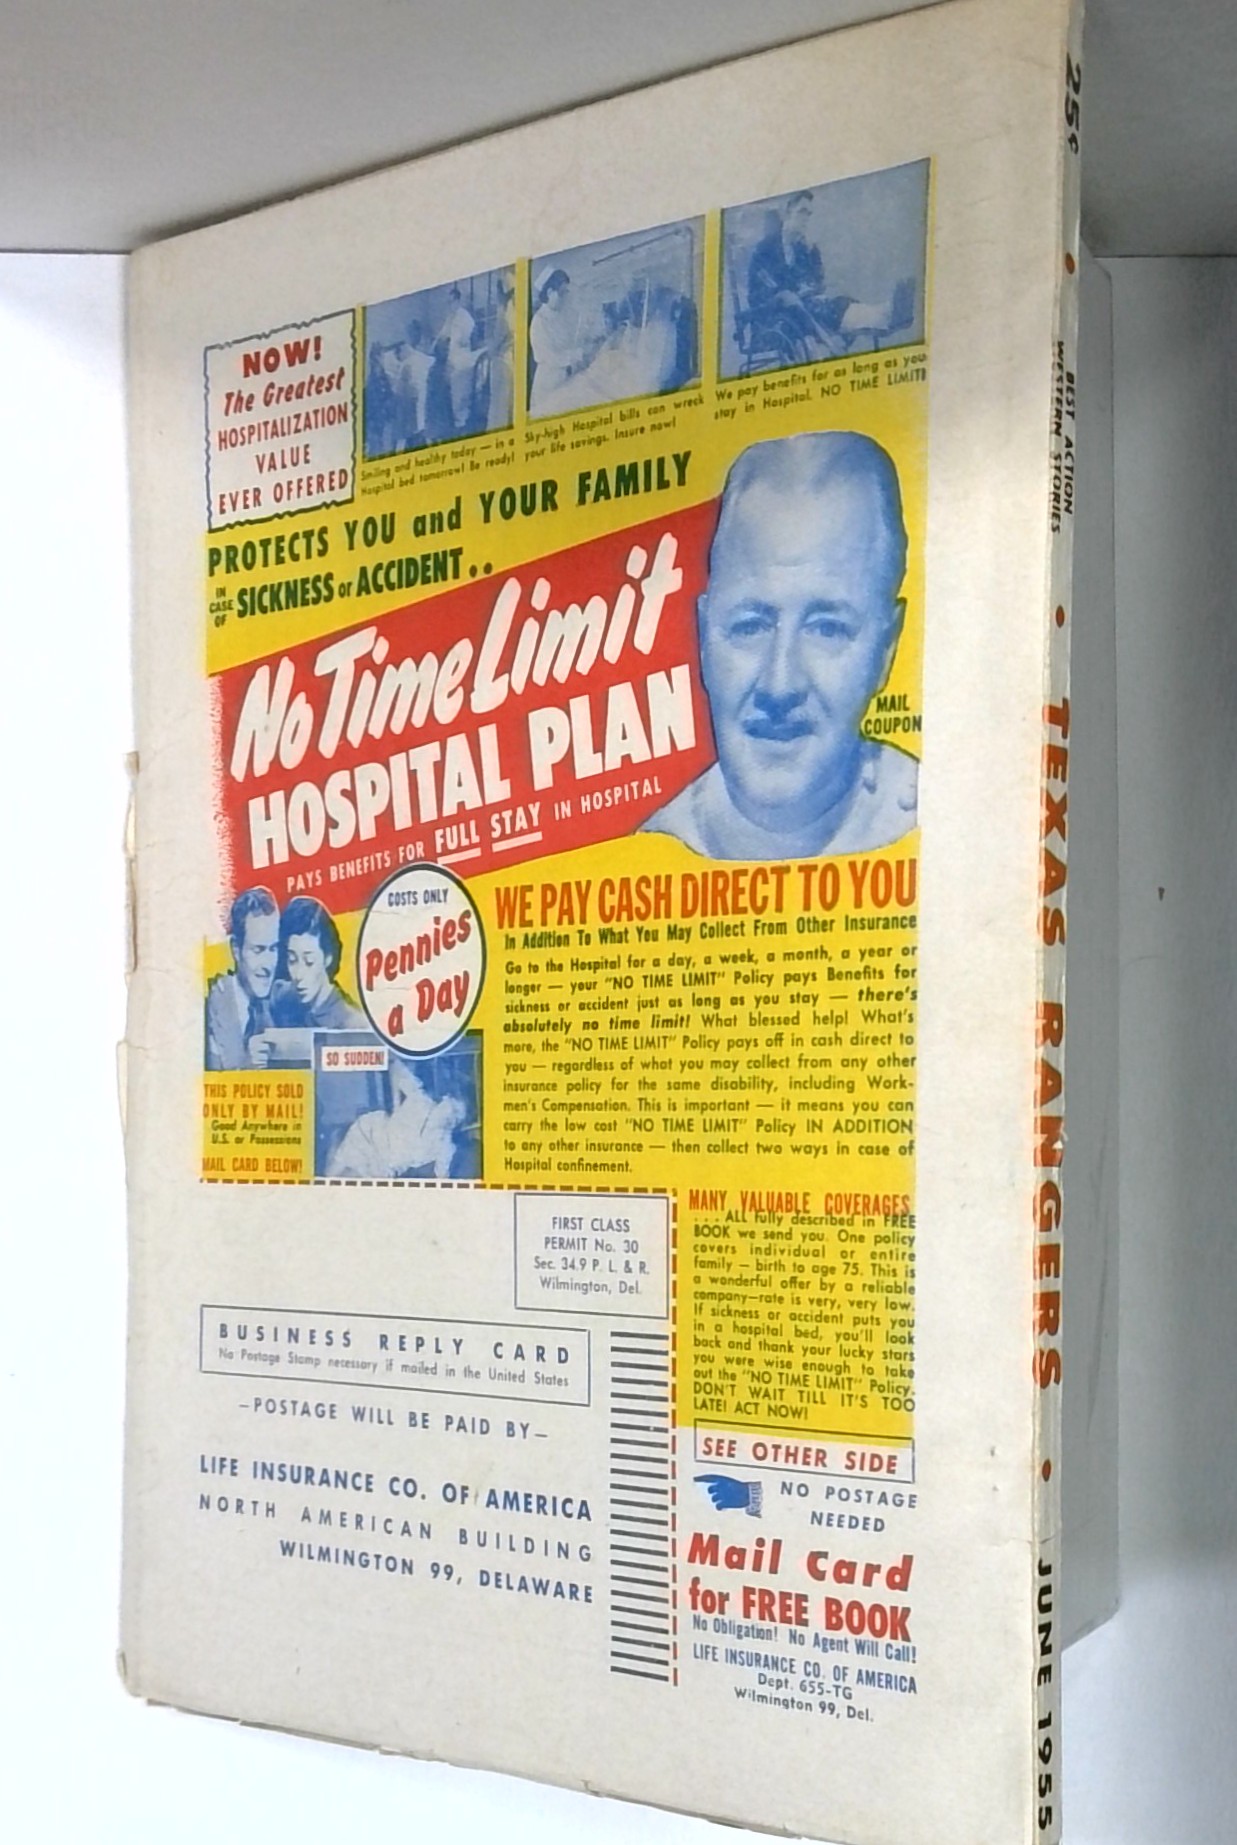 NOW!
The Greatest
HOSPITALIZATION
VALUE
EVER OFFERED
Smiling and healthy today — in a
Hospital bed tomorrow! Be ready!
Sky-high Hospital bills can wreck
your life savings. Insure now!
We pay benefits for as long as you
stay in Hospital. NO TIME LIMIT!
PROTECTS YOU and YOUR FAMILY
IN CASE OF SICKNESS or ACCIDENT..
No Time Limit
HOSPITAL PLAN
PAYS BENEFITS FOR FULL STAY IN HOSPITAL
MAIL
COUPON
COSTS ONLY
Pennies
a Day
SO SUDDEN!
THIS POLICY SOLD
ONLY BY MAIL!
Good Anywhere in
U.S. or Possessions
MAIL CARD BELOW!
WE PAY CASH DIRECT TO YOU
In Addition To What You May Collect From Other Insurance
Go to the Hospital for a day, a week, a month, a year or
longer — your "NO TIME LIMIT" Policy pays Benefits for
sickness or accident just as long as you stay — there's
absolutely no time limit! What blessed help! What's
more, the "NO TIME LIMIT" Policy pays off in cash direct to
you — regardless of what you may collect from any other
insurance policy for the same disability, including Work-
men's Compensation. This is important — it means you can
carry the low cost "NO TIME LIMIT" Policy IN ADDITION
to any other insurance — then collect two ways in case of
Hospital confinement.
FIRST CLASS
PERMIT No. 30
Sec. 34.9 P. L. & R.
Wilmington, Del.
BUSINESS REPLY CARD
No Postage Stamp necessary if mailed in the United States
—POSTAGE WILL BE PAID BY—
LIFE INSURANCE CO. OF AMERICA
NORTH AMERICAN BUILDING
WILMINGTON 99, DELAWARE
MANY VALUABLE COVERAGES
. . . ALL fully described in FREE
BOOK we send you. One policy
covers individual or entire
family — birth to age 75. This is
a wonderful offer by a reliable
company—rate is very, very low.
If sickness or accident puts you
in a hospital bed, you'll look
back and thank your lucky stars
you were wise enough to take
out the "NO TIME LIMIT" Policy.
DON'T WAIT TILL IT'S TOO
LATE! ACT NOW!
SEE OTHER SIDE
NO POSTAGE
NEEDED
Mail Card
for FREE BOOK
No Obligation! No Agent Will Call!
LIFE INSURANCE CO. OF AMERICA
Dept. 655-TG
Wilmington 99, Del.
25¢
BEST ACTION
WESTERN STORIES
TEXAS RANGERS
JUNE 1955